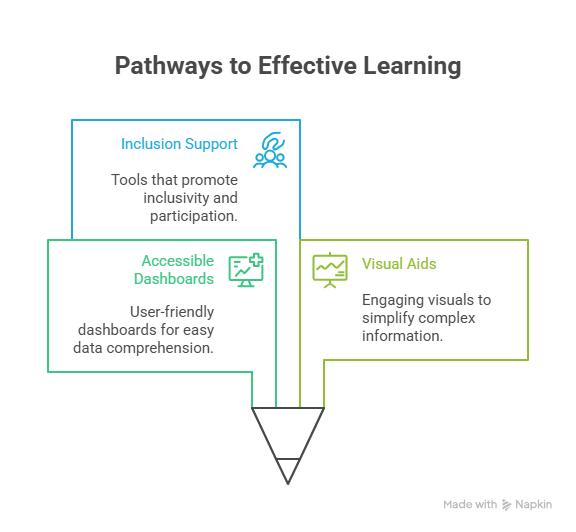 Pathways to Effective Learning
Inclusion Support
Tools that promote
inclusivity and
participation.
Accessible
Dashboards
User-friendly
dashboards for easy
data comprehension.
Visual Aids
Engaging visuals to
simplify complex
information.
Made with Napkin